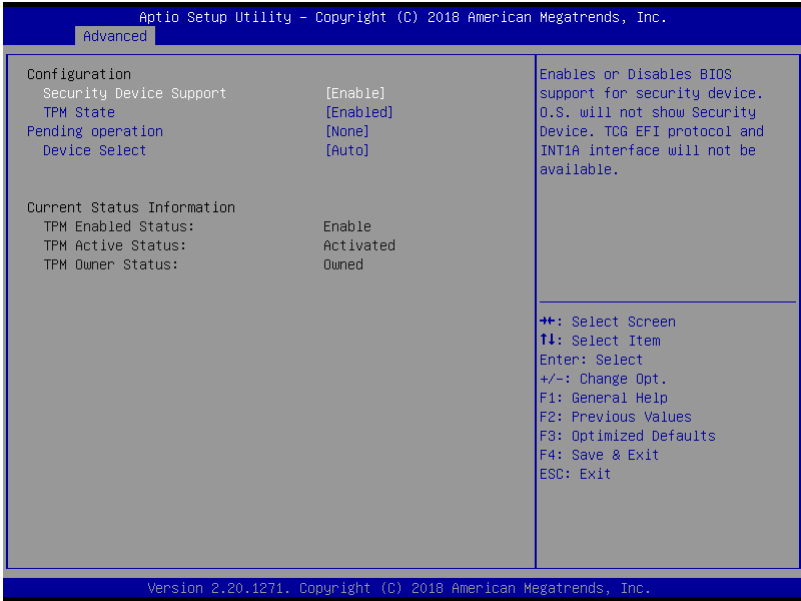 Aptio Setup Utility – Copyright (C) 2018 American Megatrends, Inc.
Advanced
Configuration
Security Device Support [Enable]
TPM State [Enabled]
Pending operation [None]
Device Select [Auto]
Current Status Information
TPM Enabled Status: Enable
TPM Active Status: Activated
TPM Owner Status: Owned
Enables or Disables BIOS
support for security device.
O.S. will not show Security
Device. TCG EFI protocol and
INT1A interface will not be
available.
→←: Select Screen
↑↓: Select Item
Enter: Select
+/-: Change Opt.
F1: General Help
F2: Previous Values
F3: Optimized Defaults
F4: Save & Exit
ESC: Exit
Version 2.20.1271. Copyright (C) 2018 American Megatrends, Inc.